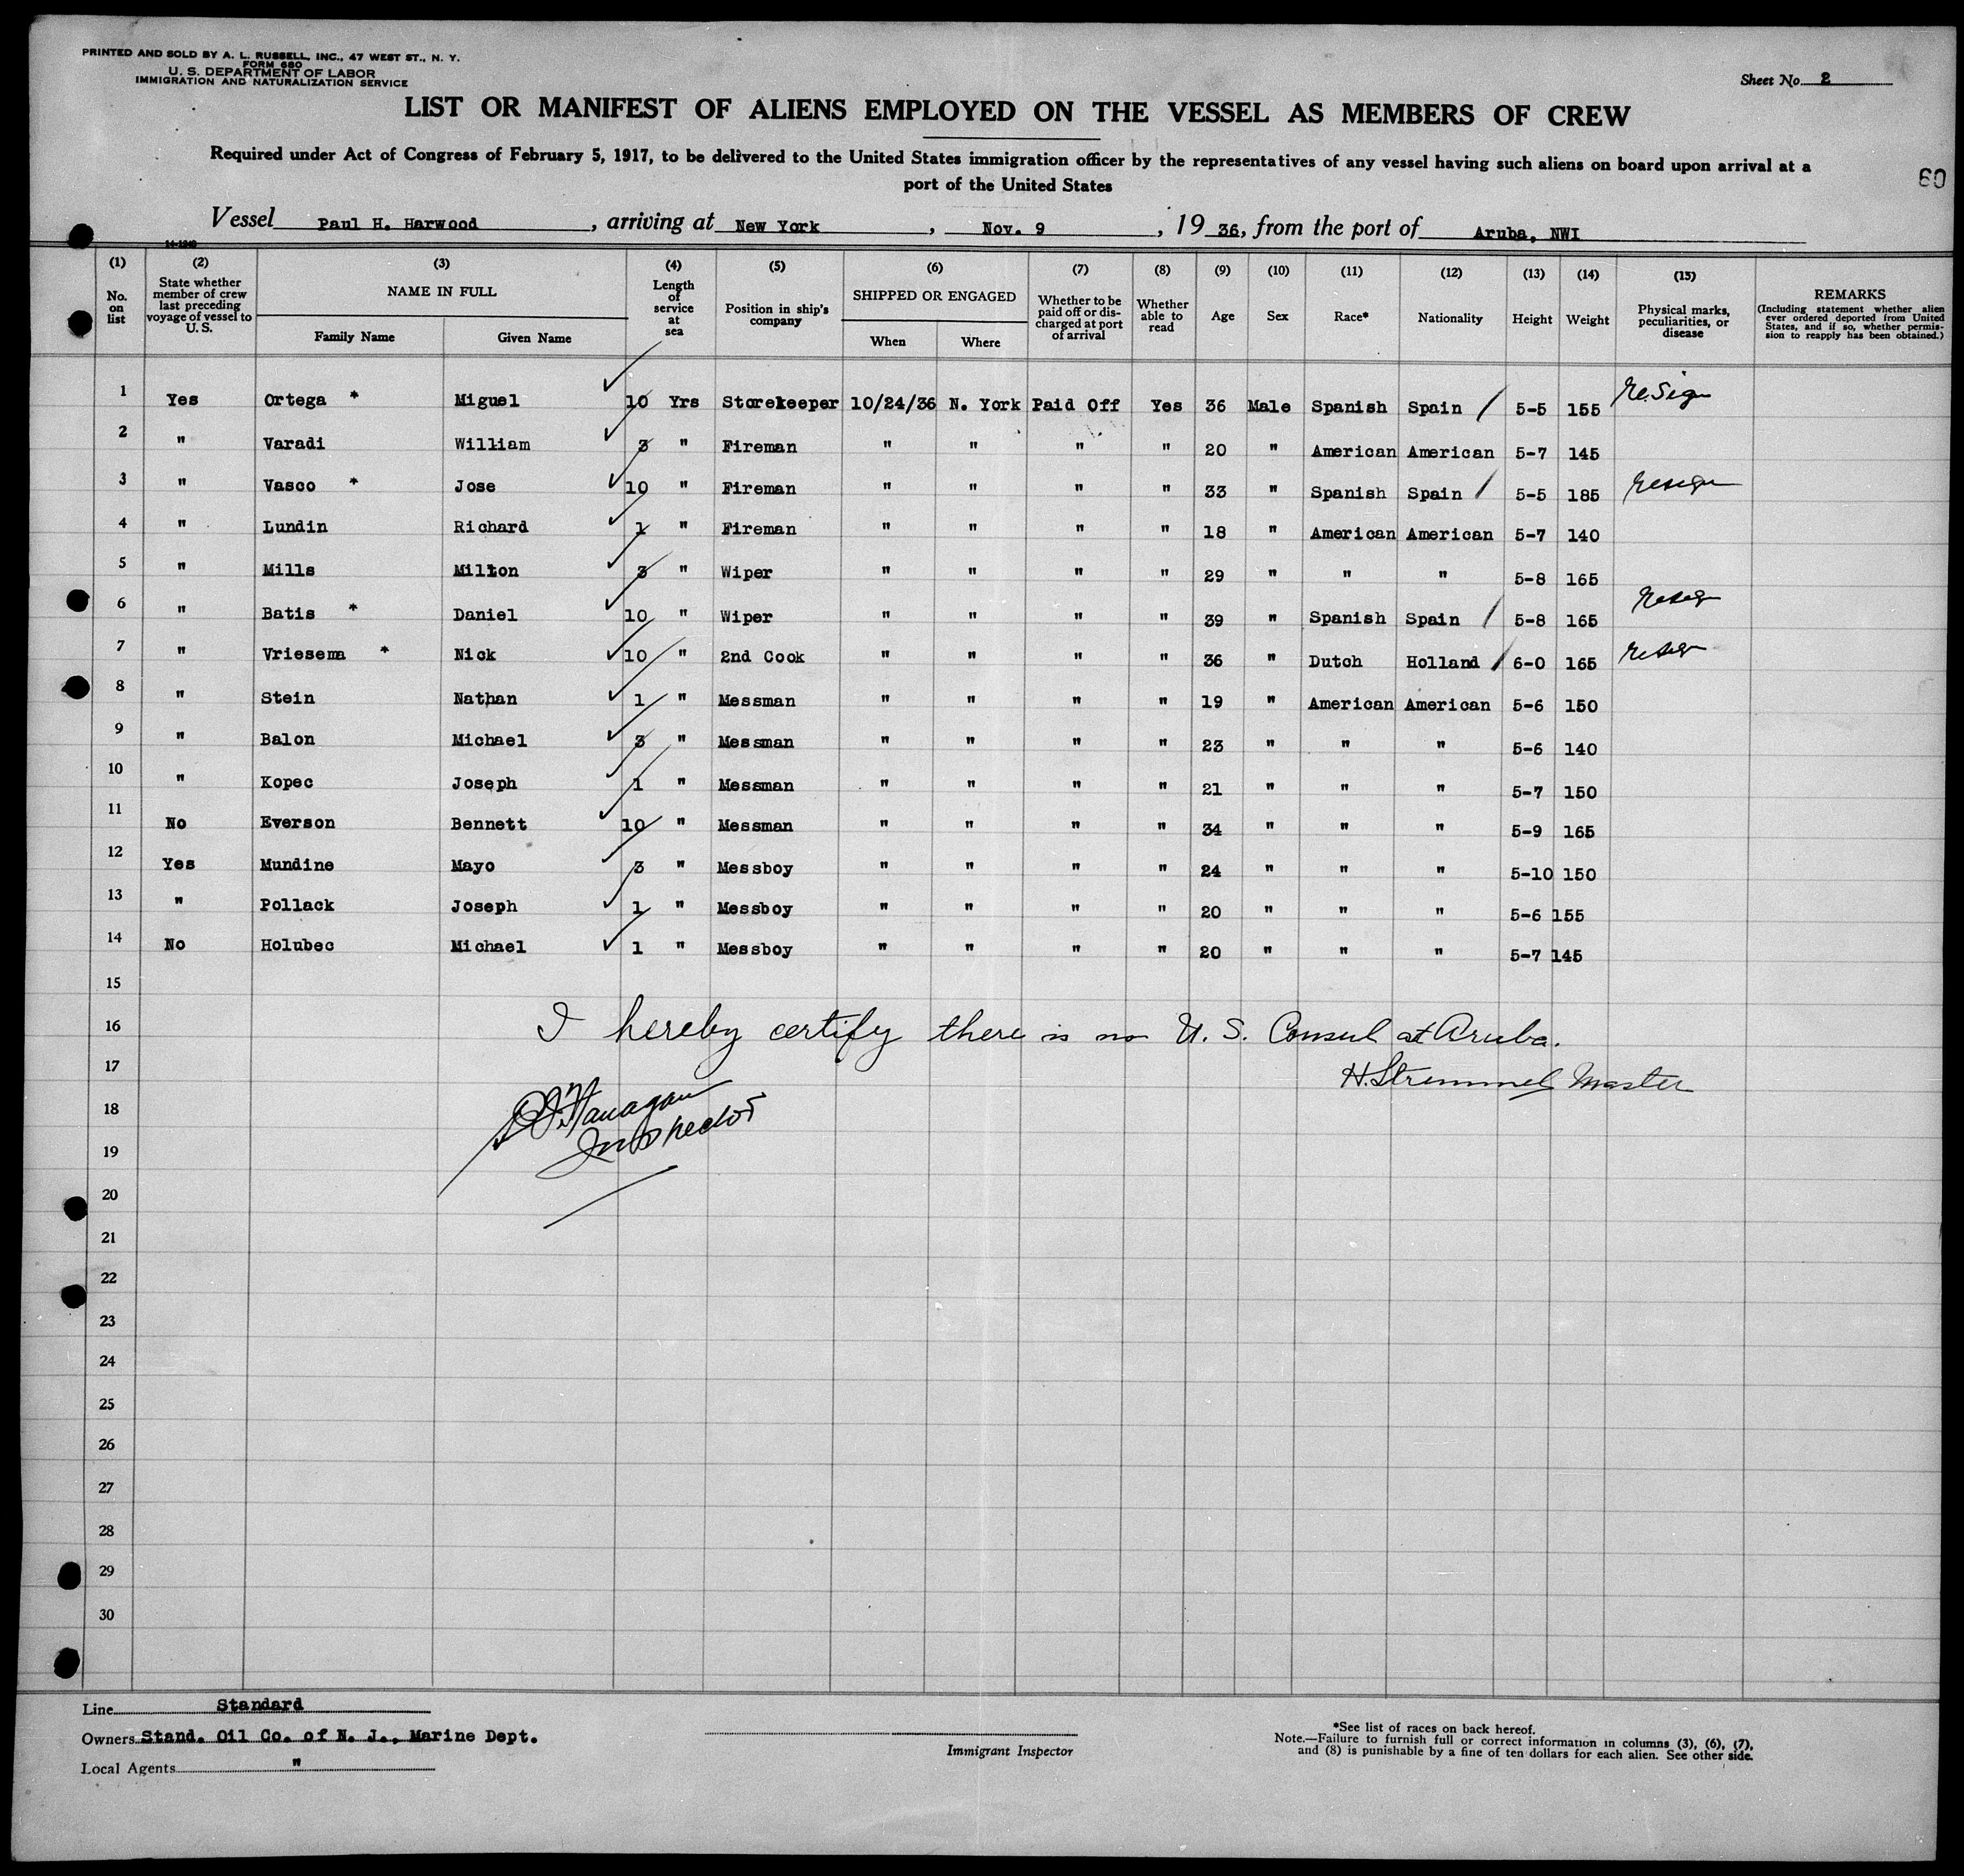 PRINTED AND SOLD BY A. L. RUSSELL, INC., 47 WEST ST., N. Y.
FORM 680
U. S. DEPARTMENT OF LABOR
IMMIGRATION AND NATURALIZATION SERVICE
Sheet No. 2
LIST OR MANIFEST OF ALIENS EMPLOYED ON THE VESSEL AS MEMBERS OF CREW
Required under Act of Congress of February 5, 1917, to be delivered to the United States immigration officer by the representatives of any vessel having such aliens on board upon arrival at a
port of the United States
60
Vessel Paul H. Harwood, arriving at New York, Nov. 9, 19 36, from the port of Aruba, NWI
14-1240
(1) No. on list
(2) State whether member of crew last preceding voyage of vessel to U. S.
(3) NAME IN FULL
Family Name Given Name
(4) Length of service at sea
(5) Position in ship's company
(6) SHIPPED OR ENGAGED
When Where
(7) Whether to be paid off or discharged at port of arrival
(8) Whether able to read
(9) Age
(10) Sex
(11) Race*
(12) Nationality
(13) Height
(14) Weight
(15) Physical marks, peculiarities, or disease
REMARKS
(Including statement whether alien ever ordered deported from United States, and if so, whether permission to reapply has been obtained.)
1 Yes Ortega * Miguel 10 Yrs Storekeeper 10/24/36 N. York Paid Off Yes 36 Male Spanish Spain / 5-5 155 ReSign
2 " Varadi William 3 " Fireman " " " " 20 " American American 5-7 145
3 " Vasco * Jose 10 " Fireman " " " " 33 " Spanish Spain / 5-5 185 Resign
4 " Lundin Richard 1 " Fireman " " " " 18 " American American 5-7 140
5 " Mills Milton 3 " Wiper " " " " 29 " " " 5-8 165
6 " Batis * Daniel 10 " Wiper " " " " 39 " Spanish Spain / 5-8 165 Resign
7 " Vriesema * Nick 10 " 2nd Cook " " " " 36 " Dutch Holland / 6-0 165 Resign
8 " Stein Nathan 1 " Messman " " " " 19 " American American 5-6 150
9 " Balon Michael 3 " Messman " " " " 23 " " " 5-6 140
10 " Kopec Joseph 1 " Messman " " " " 21 " " " 5-7 150
11 No Everson Bennett 10 " Messman " " " " 34 " " " 5-9 165
12 Yes Mundine Mayo 3 " Messboy " " " " 24 " " " 5-10 150
13 " Pollack Joseph 1 " Messboy " " " " 20 " " " 5-6 155
14 No Holubec Michael 1 " Messboy " " " " 20 " " " 5-7 145
15
16 I hereby certify there is no U. S. Consul at Aruba.
17 H. Stremmel Master
18 Flanagan
Inspector
19
20
21
22
23
24
25
26
27
28
29
30
Line Standard
Owners Stand. Oil Co. of N. J., Marine Dept.
Local Agents "
Immigrant Inspector
*See list of races on back hereof.
Note.—Failure to furnish full or correct information in columns (3), (6), (7),
and (8) is punishable by a fine of ten dollars for each alien. See other side.